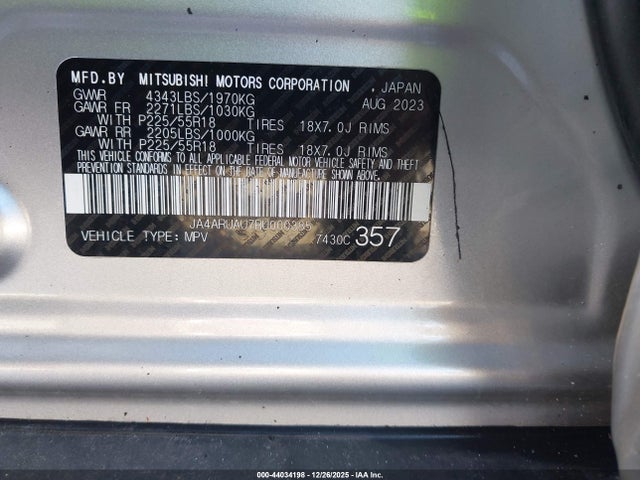 MFD.BY MITSUBISHI MOTORS CORPORATION , JAPAN
GVWR 4343LBS/1970KG AUG 2023
GAWR FR 2271LBS/1030KG
WITH P225/55R18 TIRES 18X7.0J RIMS
GAWR RR 2205LBS/1000KG
WITH P225/55R18 TIRES 18X7.0J RIMS
THIS VEHICLE CONFORMS TO ALL APPLICABLE FEDERAL MOTOR VEHICLE SAFETY AND THEFT
PREVENTION STANDARDS IN EFFECT ON THE DATE OF MANUFACTURE SHOWN ABOVE.
VEHICLE TYPE: MPV 7430C 357
000-44034198 - 12/26/2025 - IAA Inc.